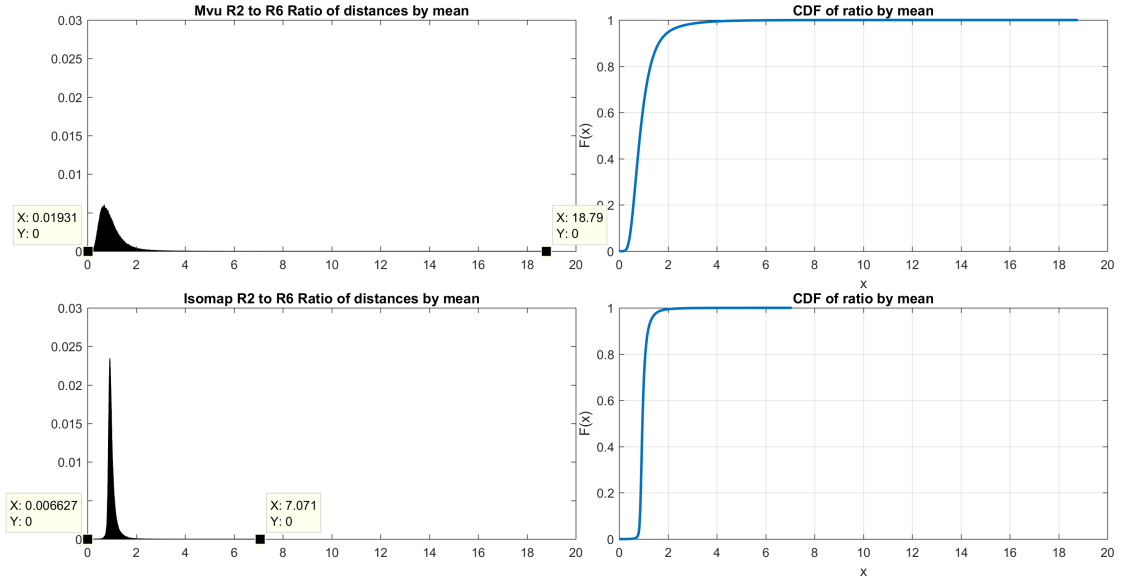 Mvu R2 to R6 Ratio of distances by mean
0.03
0.025
0.02
0.015
0.01
0
X: 0.01931
Y: 0
X: 18.79
Y: 0
0 2 4 6 8 10 12 14 16 18 20
CDF of ratio by mean
1
0.8
0.6
0.4
0.2
0
F(x)
0 2 4 6 8 10 12 14 16 18 20
x
Isomap R2 to R6 Ratio of distances by mean
0.03
0.025
0.02
0.015
0.01
0
X: 0.006627
Y: 0
X: 7.071
Y: 0
0 2 4 6 8 10 12 14 16 18 20
CDF of ratio by mean
1
0.8
0.6
0.4
0.2
0
F(x)
0 2 4 6 8 10 12 14 16 18 20
x